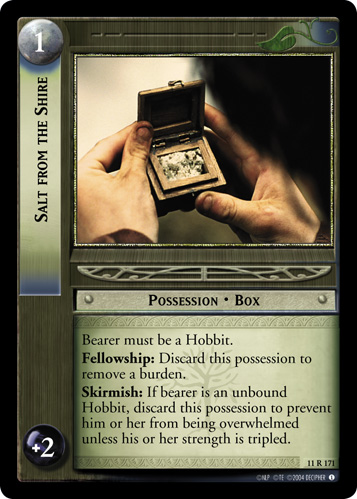 1
SALT FROM THE SHIRE
POSSESSION • BOX
Bearer must be a Hobbit.
Fellowship: Discard this possession to
remove a burden.
Skirmish: If bearer is an unbound
Hobbit, discard this possession to prevent
him or her from being overwhelmed
unless his or her strength is tripled.
+2
11 R 171
©NLP ©TE ©2004 DECIPHER